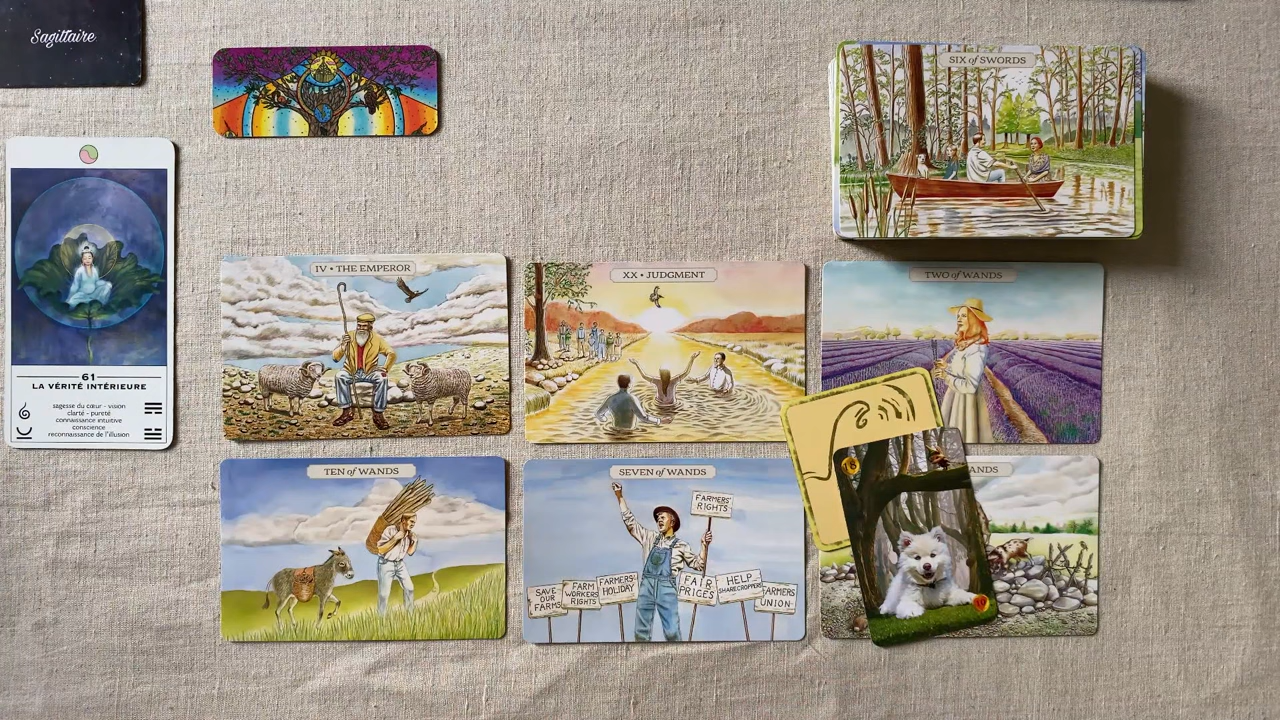 Sagittaire
SIX of SWORDS
61
LA VÉRITÉ INTÉRIEURE
sagesse du cœur - vision
clarté - pureté
connaissance intuitive
conscience
reconnaissance de l'illusion
IV • THE EMPEROR
XX • JUDGMENT
TWO of WANDS
TEN of WANDS
SEVEN of WANDS
FARMERS'
RIGHTS
SAVE
OUR
FARMS
FARM
WORKERS
RIGHTS
FARMERS'
HOLIDAY
FAIR
PRICES
HELP
SHARECROPPERS
FARMERS
UNION
WANDS
16